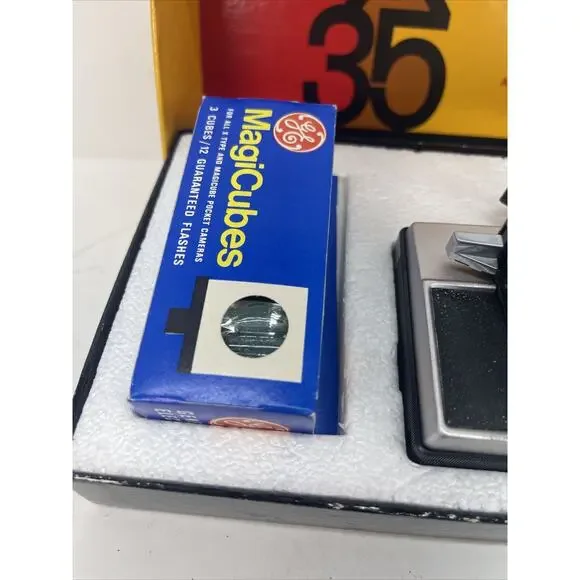 35
GE
MagiCubes
FOR ALL X TYPE AND MAGICUBE POCKET CAMERAS
3 CUBES/12 GUARANTEED FLASHES